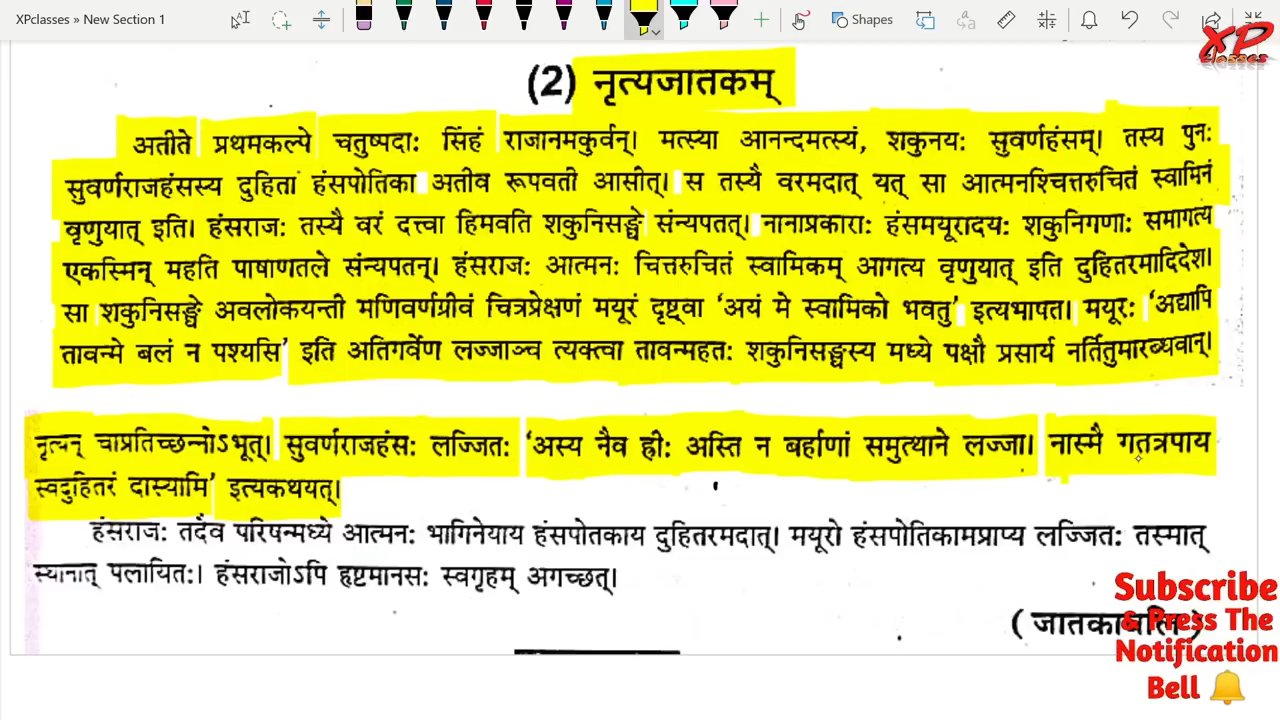 XPclasses » New Section 1
Shapes
XP
Classes
(2) नृत्यजातकम्
अतीते प्रथमकल्पे चतुष्पदाः सिंहं राजानमकुर्वन्। मत्स्या आनन्दमत्स्यं, शकुनयः सुवर्णहंसम्। तस्य पुनः
सुवर्णराजहंसस्य दुहिता हंसपोतिका अतीव रूपवती आसीत्। स तस्यै वरमदात् यत् सा आत्मनश्चित्तरुचितं स्वामिनं
वृणुयात् इति। हंसराजः तस्यै वरं दत्त्वा हिमवति शकुनिसङ्घे संन्यपतत्। नानाप्रकाराः हंसमयूरादयः शकुनिगणाः समागत्य
एकस्मिन् महति पाषाणतले संन्यपतन्। हंसराजः आत्मनः चित्तरुचितं स्वामिकम् आगत्य वृणुयात् इति दुहितरमादिदेश।
सा शकुनिसङ्घे अवलोकयन्ती मणिवर्णग्रीवं चित्रप्रेक्षणं मयूरं दृष्ट्वा ‘अयं मे स्वामिको भवतु’ इत्यभाषत। मयूरः ‘अद्यापि
तावन्मे बलं न पश्यसि’ इति अतिगर्वेण लज्जाञ्च त्यक्त्वा तावन्महतः शकुनिसङ्घस्य मध्ये पक्षौ प्रसार्य नर्तितुमारब्धवान्।
नृत्यन् चाप्रतिच्छन्नोऽभूत्। सुवर्णराजहंसः लज्जितः ‘अस्य नैव ह्रीः अस्ति न बर्हाणां समुत्थाने लज्जा। नास्मै गतत्रपाय
स्वदुहितरं दास्यामि’ इत्यकथयत्।
हंसराजः तदैव परिषन्मध्ये आत्मनः भागिनेयाय हंसपोतकाय दुहितरमदात्। मयूरो हंसपोतिकामप्राप्य लज्जितः तस्मात्
स्थानात् पलायितः। हंसराजोऽपि हृष्टमानसः स्वगृहम् अगच्छत्।
(जातकावलि)
Subscribe
& Press The
Notification
Bell